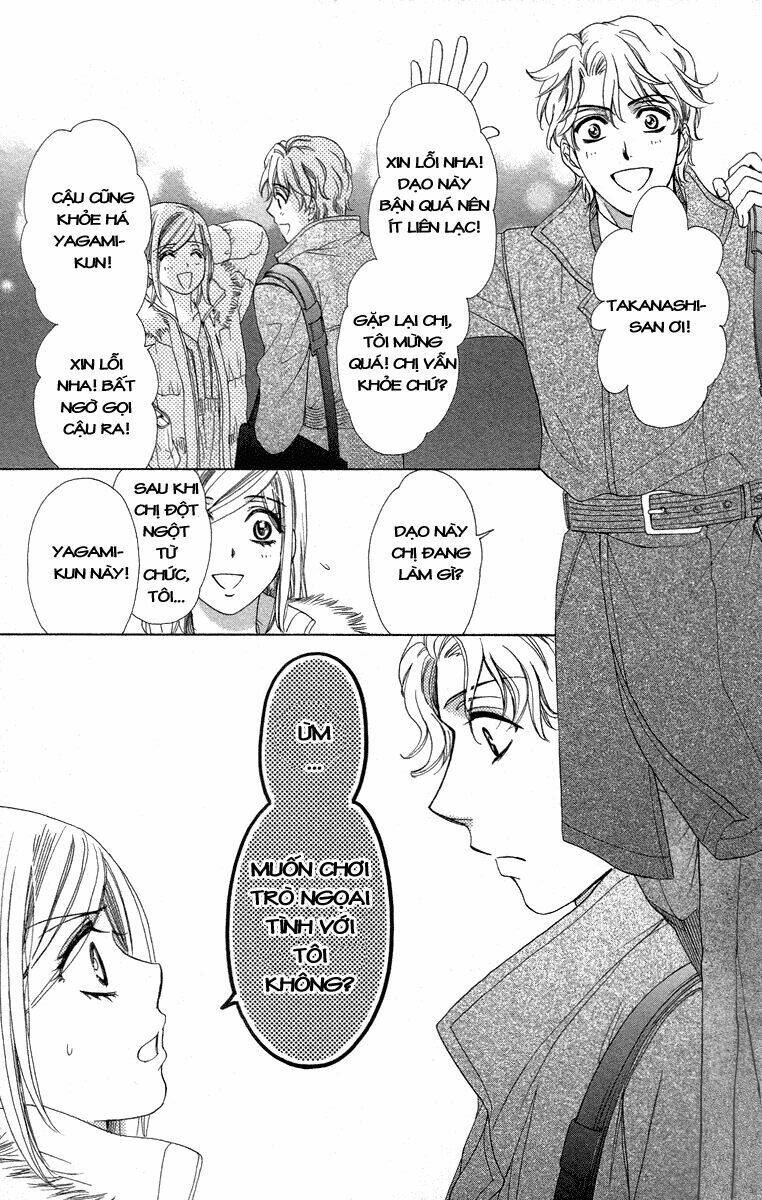 TAKANASHI-
SAN ƠI!
XIN LỖI NHA!
DẠO NÀY
BẬN QUÁ NÊN
ÍT LIÊN LẠC!
GẶP LẠI CHỊ,
TÔI MỪNG
QUÁ! CHỊ VẪN
KHỎE CHỨ?
CẬU CŨNG
KHỎE HÁ
YAGAMI-
KUN!
XIN LỖI
NHA! BẤT
NGỜ GỌI
CẬU RA!
DẠO NÀY
CHỊ ĐANG
LÀM GÌ?
SAU KHI
CHỊ ĐỘT
NGỘT
TỪ
CHỨC,
TÔI...
YAGAMI-
KUN NÀY!
ỪM
...
MUỐN CHƠI
TRÒ NGOẠI
TÌNH VỚI
TÔI
KHÔNG?